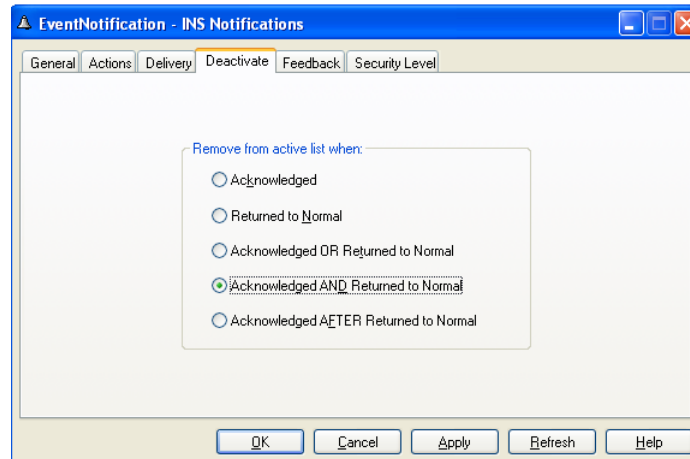 EventNotification - INS Notifications
General Actions Delivery Deactivate Feedback Security Level
Remove from active list when:
Acknowledged
Returned to Normal
Acknowledged OR Returned to Normal
Acknowledged AND Returned to Normal
Acknowledged AFTER Returned to Normal
OK Cancel Apply Refresh Help